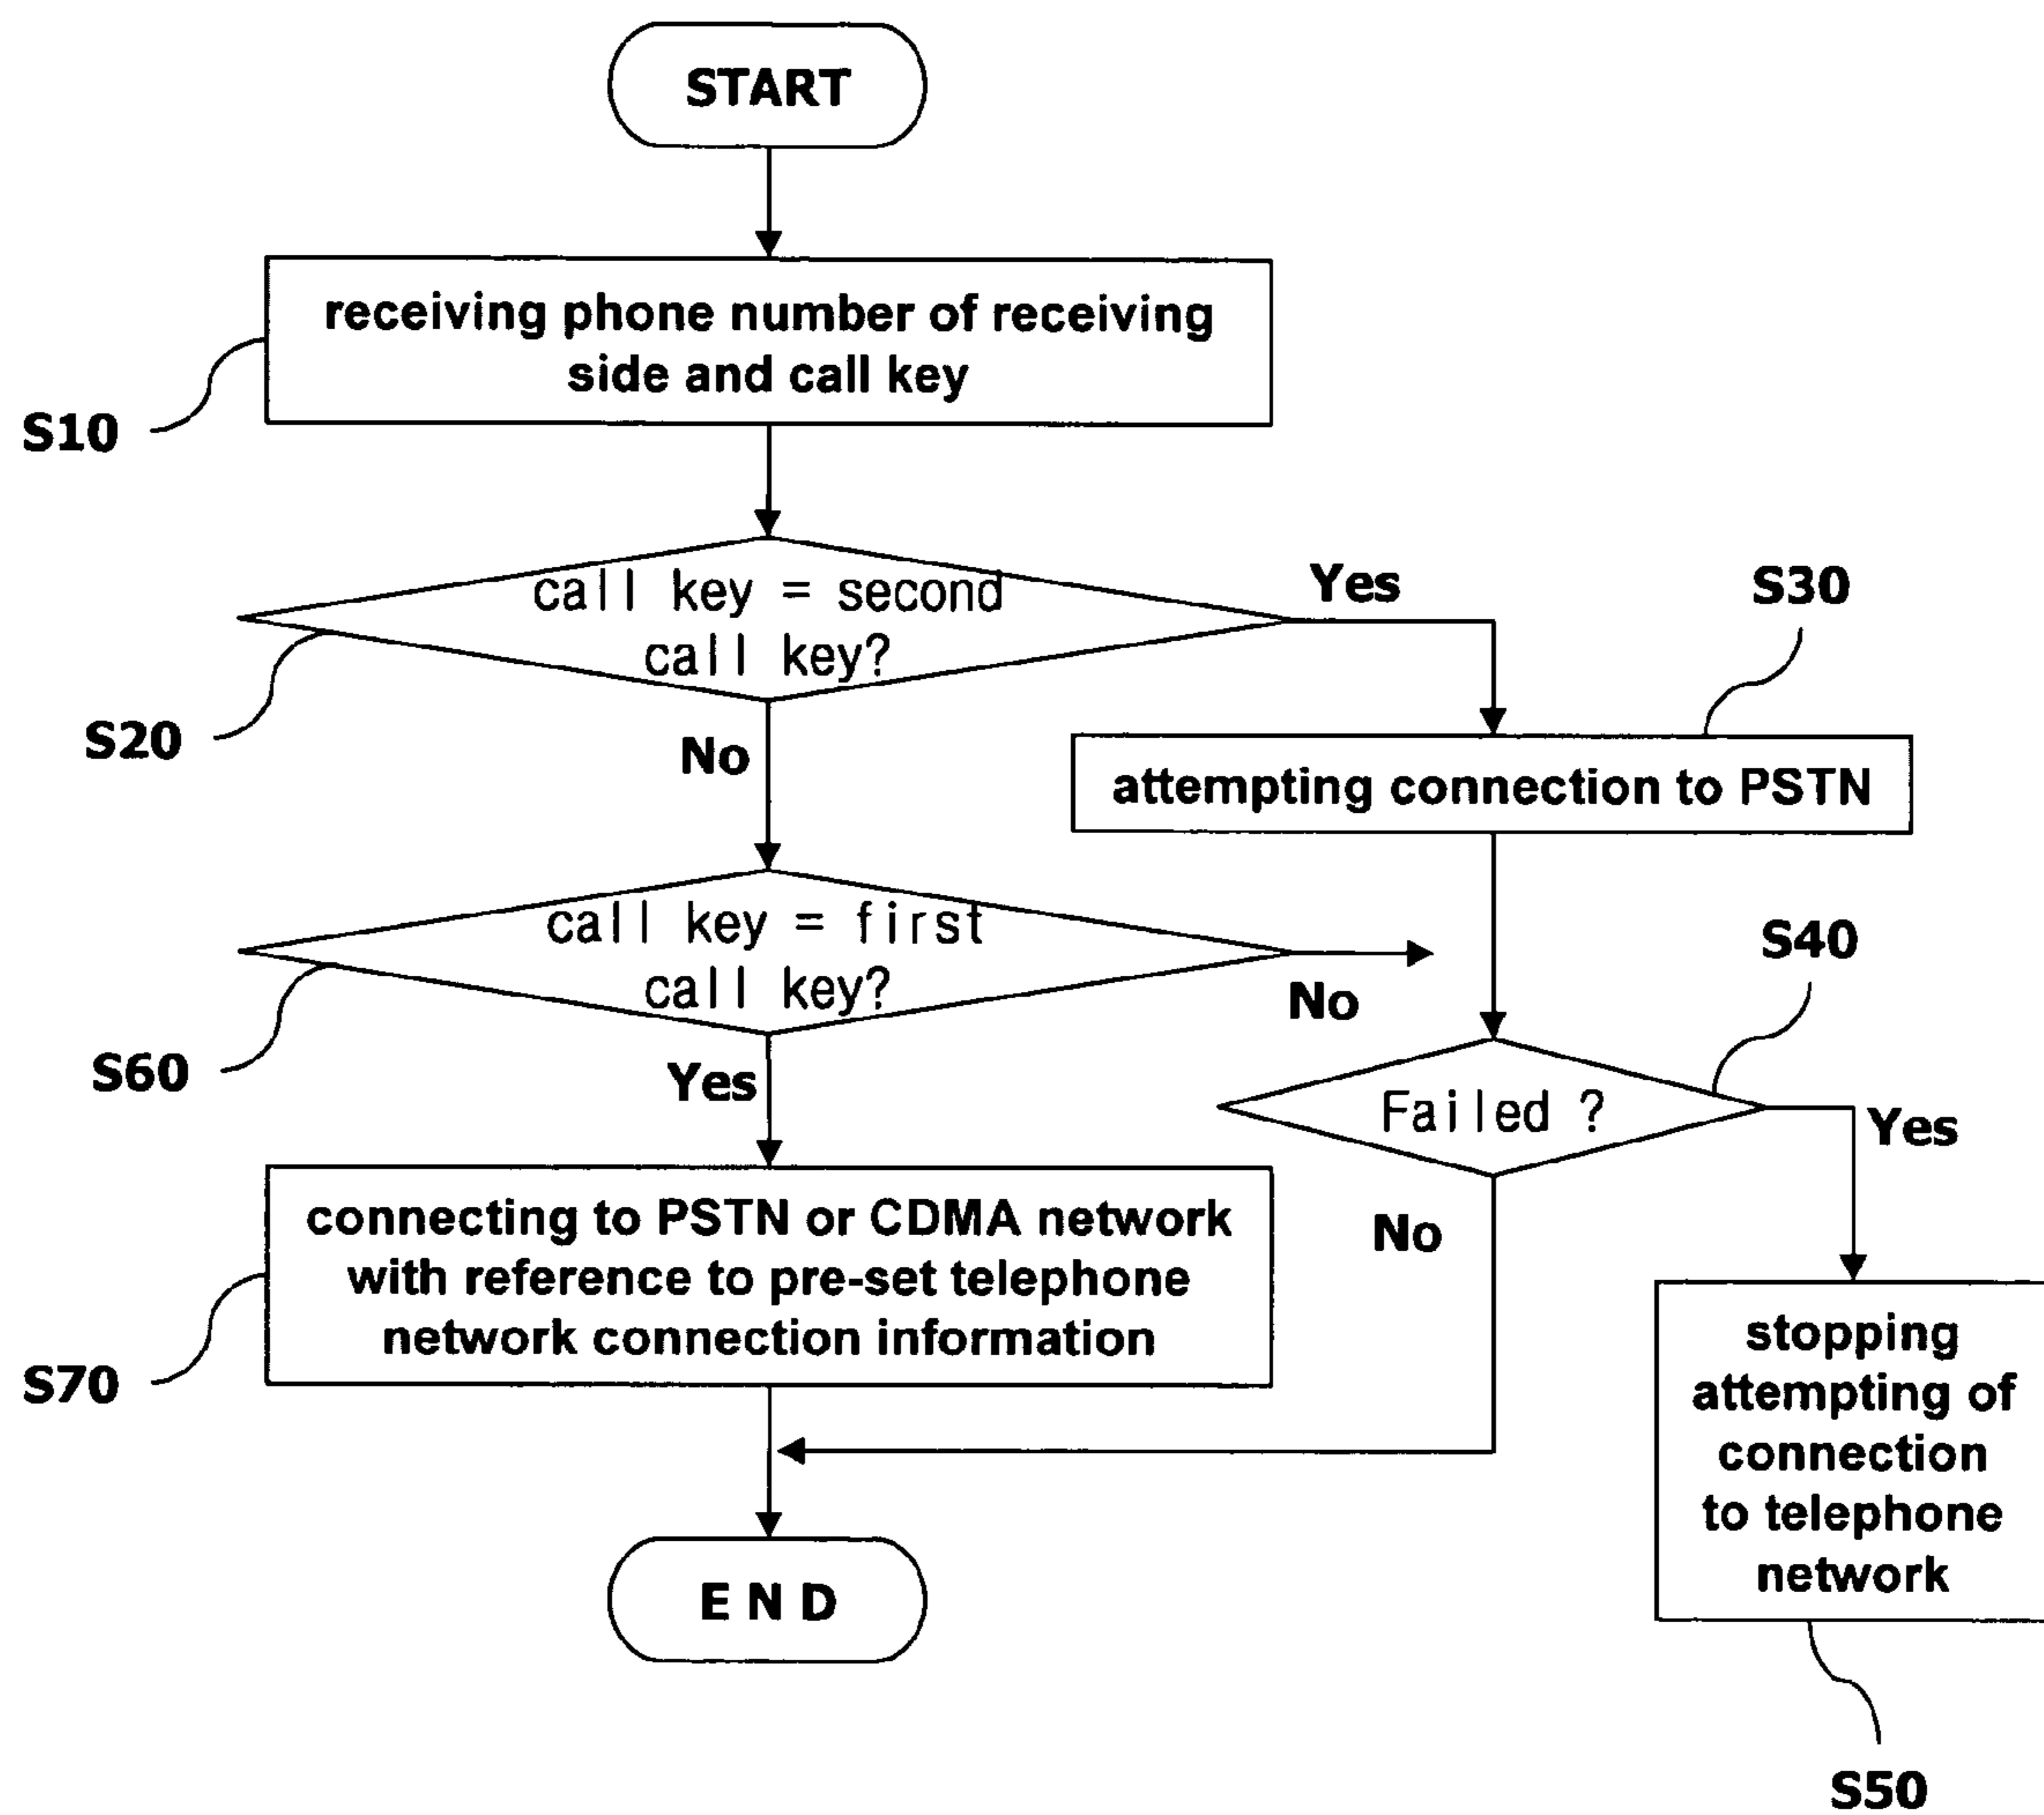 START
receiving phone number of receiving
side and call key
S10
call key = second
call key?
Yes
S30
S20
No
attempting connection to PSTN
call key = first
call key?
No
S40
S60
Yes
Failed ?
Yes
connecting to PSTN or CDMA network
with reference to pre-set telephone
network connection information
No
S70
stopping
attempting of
connection
to telephone
network
E N D
S50